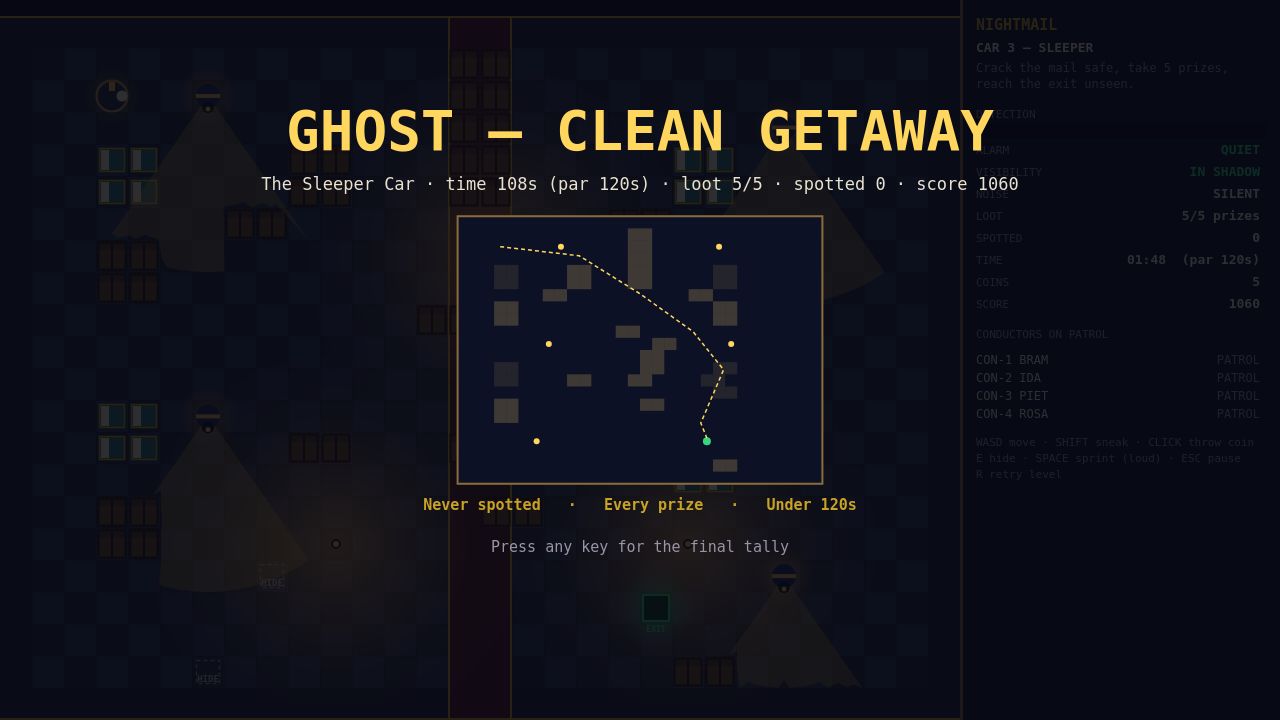 NIGHTMAIL
CAR 3 — SLEEPER
Crack the mail safe, take 5 prizes,
reach the exit unseen.
GHOST — CLEAN GETAWAY
The Sleeper Car · time 108s (par 120s) · loot 5/5 · spotted 0 · score 1060
QUIET
VISIBILITY IN SHADOW
NOISE SILENT
LOOT 5/5 prizes
SPOTTED 0
TIME 01:48 (par 120s)
COINS 5
SCORE 1060
CONDUCTORS ON PATROL
CON-1 BRAM PATROL
CON-2 IDA PATROL
CON-3 PIET PATROL
CON-4 ROSA PATROL
WASD move · SHIFT sneak · CLICK throw coin
E hide · SPACE sprint (loud) · ESC pause
R retry level
Never spotted · Every prize · Under 120s
Press any key for the final tally
HIDE
EXIT
HIDE